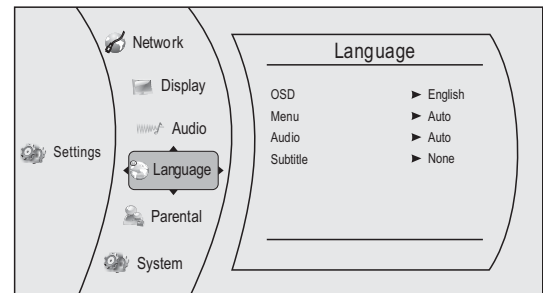 Settings
Network
Display
Audio
Language
Parental
System
Language
OSD ► English
Menu ► Auto
Audio ► Auto
Subtitle ► None